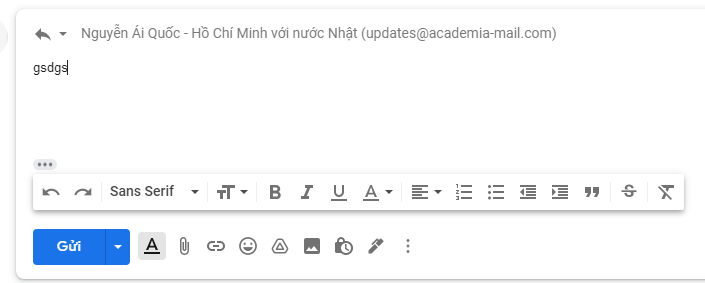 Nguyễn Ái Quốc - Hồ Chí Minh với nước Nhật (updates@academia-mail.com)
gsdgs
Sans Serif
Gửi